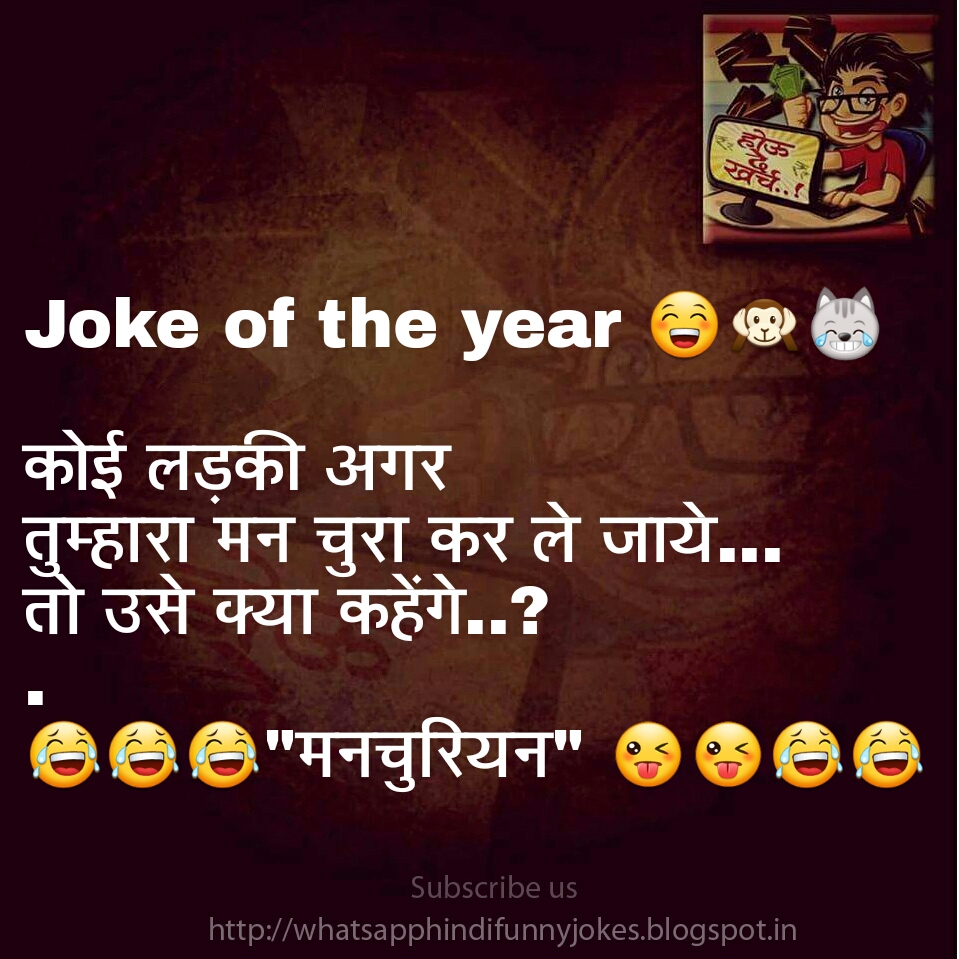 होऊ
दे
खर्च..!
Joke of the year 😁🙊😹
कोई लड़की अगर
तुम्हारा मन चुरा कर ले जाये...
तो उसे क्या कहेंगे..?
.
😂😂😂"मनचुरियन" 😜😜😂😂
Subscribe us
http://whatsapphindifunnyjokes.blogspot.in